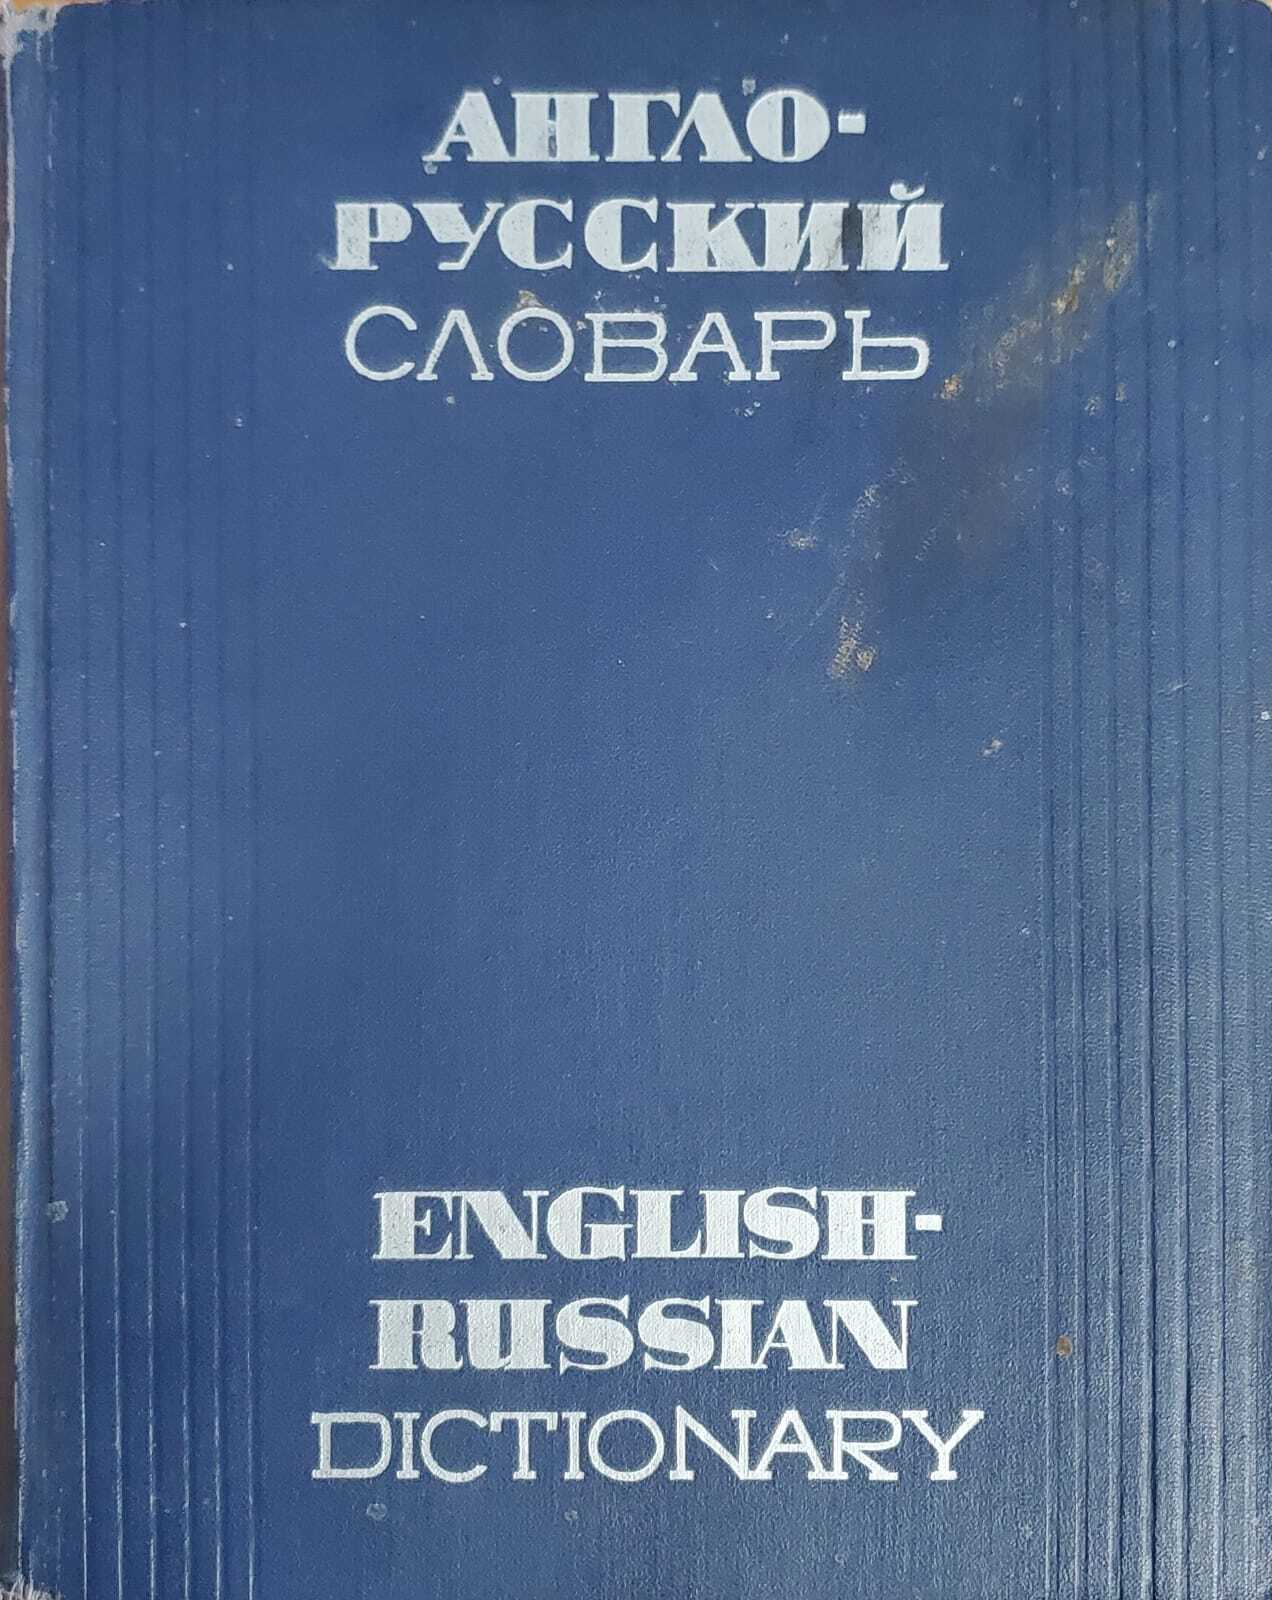 АНГЛО-
РУССКИЙ
СЛОВАРЬ
ENGLISH-
RUSSIAN
DICTIONARY